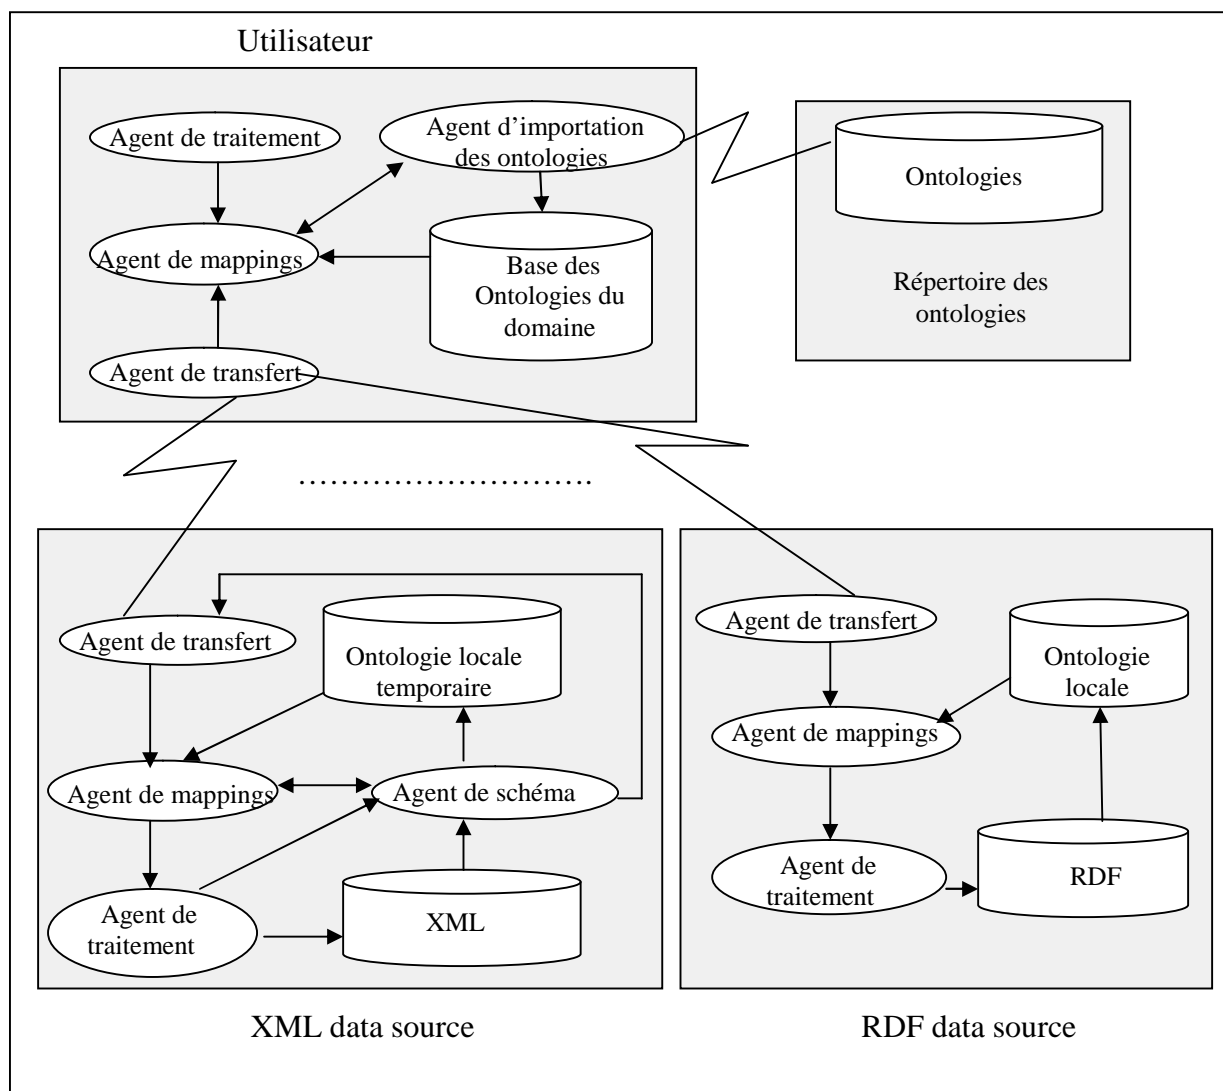 Utilisateur
Agent de traitement
Agent d’importation
des ontologies
Agent de mappings
Base des
Ontologies du
domaine
Agent de transfert
Ontologies
Répertoire des
ontologies
………………………….
Agent de transfert
Ontologie locale
temporaire
Agent de mappings
Agent de schéma
Agent de
traitement
XML
XML data source
Agent de transfert
Ontologie
locale
Agent de mappings
Agent de
traitement
RDF
RDF data source